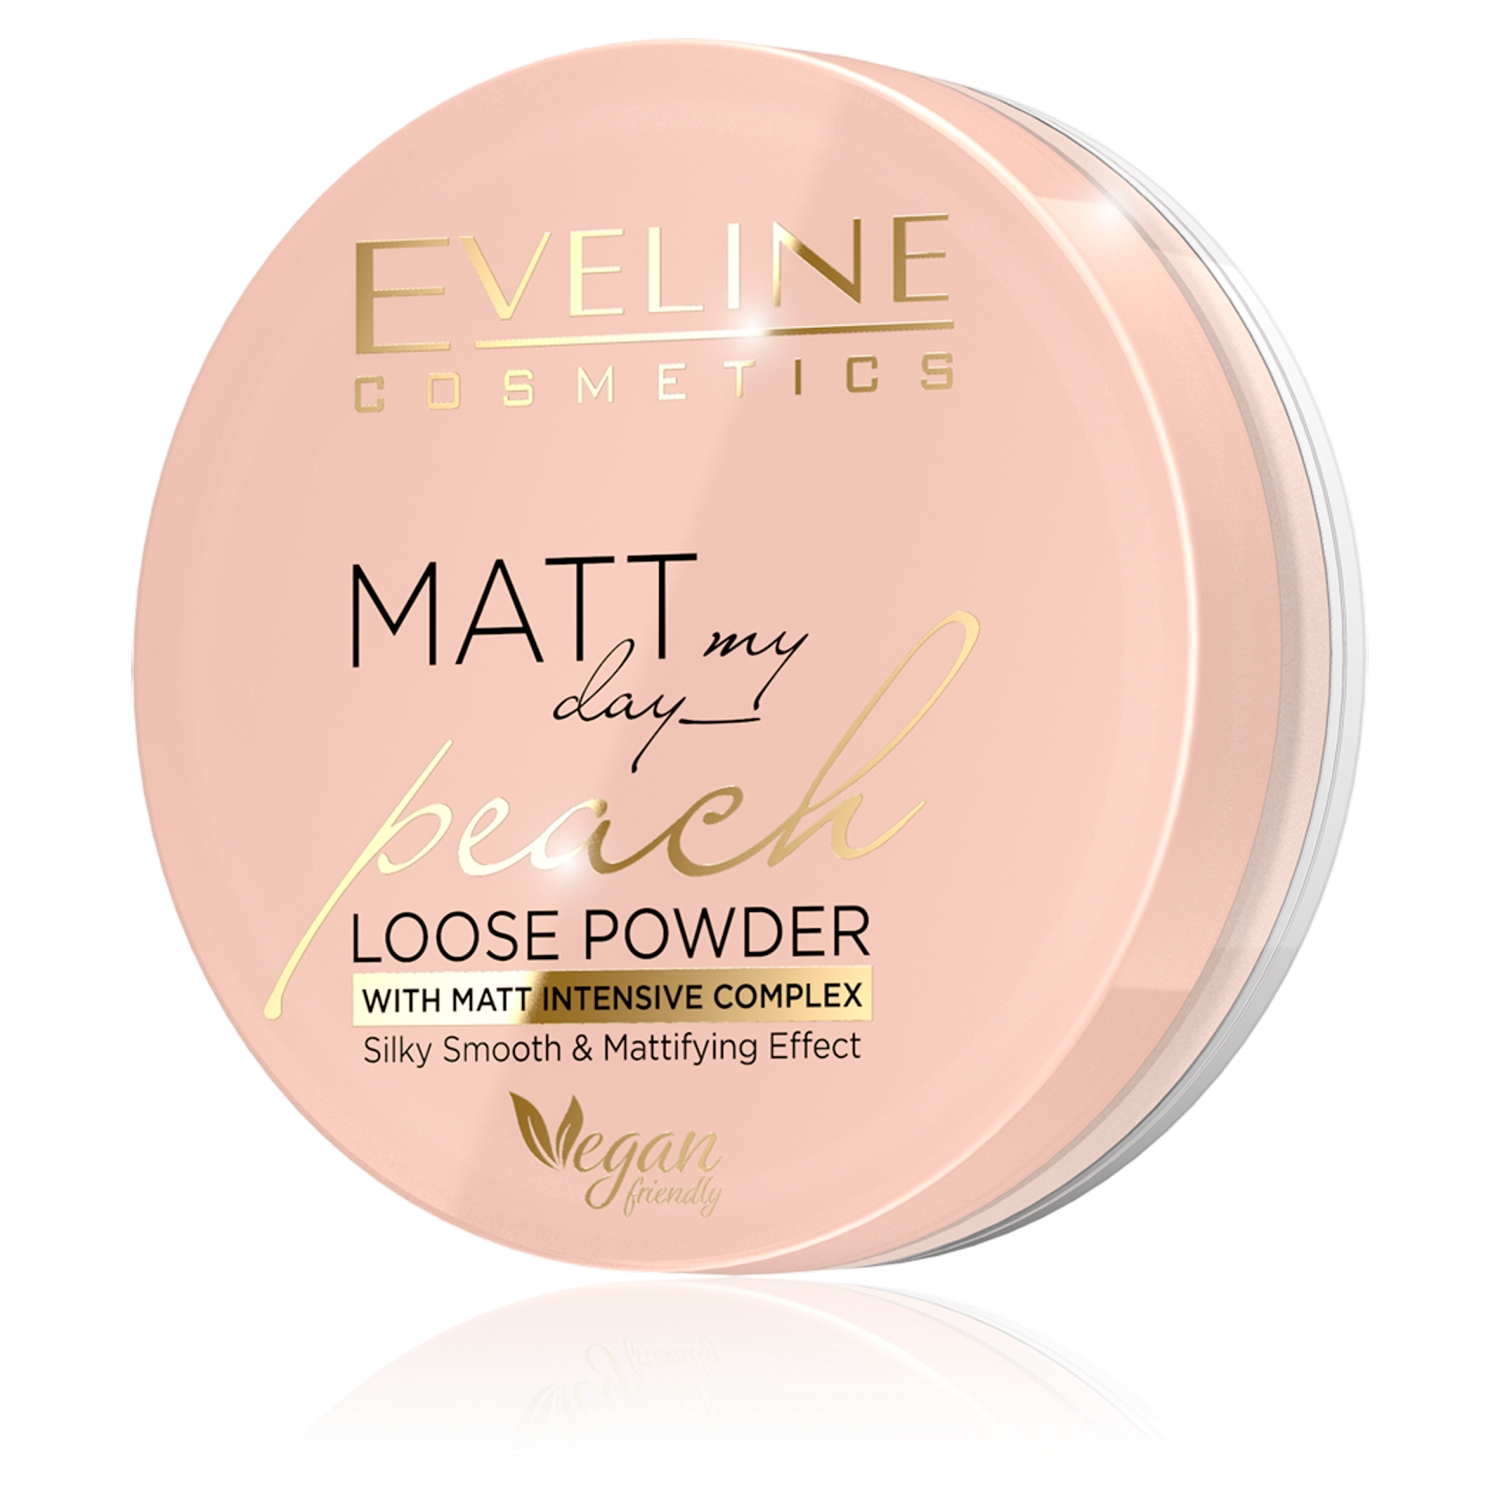 EVELINE
COSMETICS
MATT my
day
peach
LOOSE POWDER
WITH MATT INTENSIVE COMPLEX
Silky Smooth & Mattifying Effect
Vegan
friendly